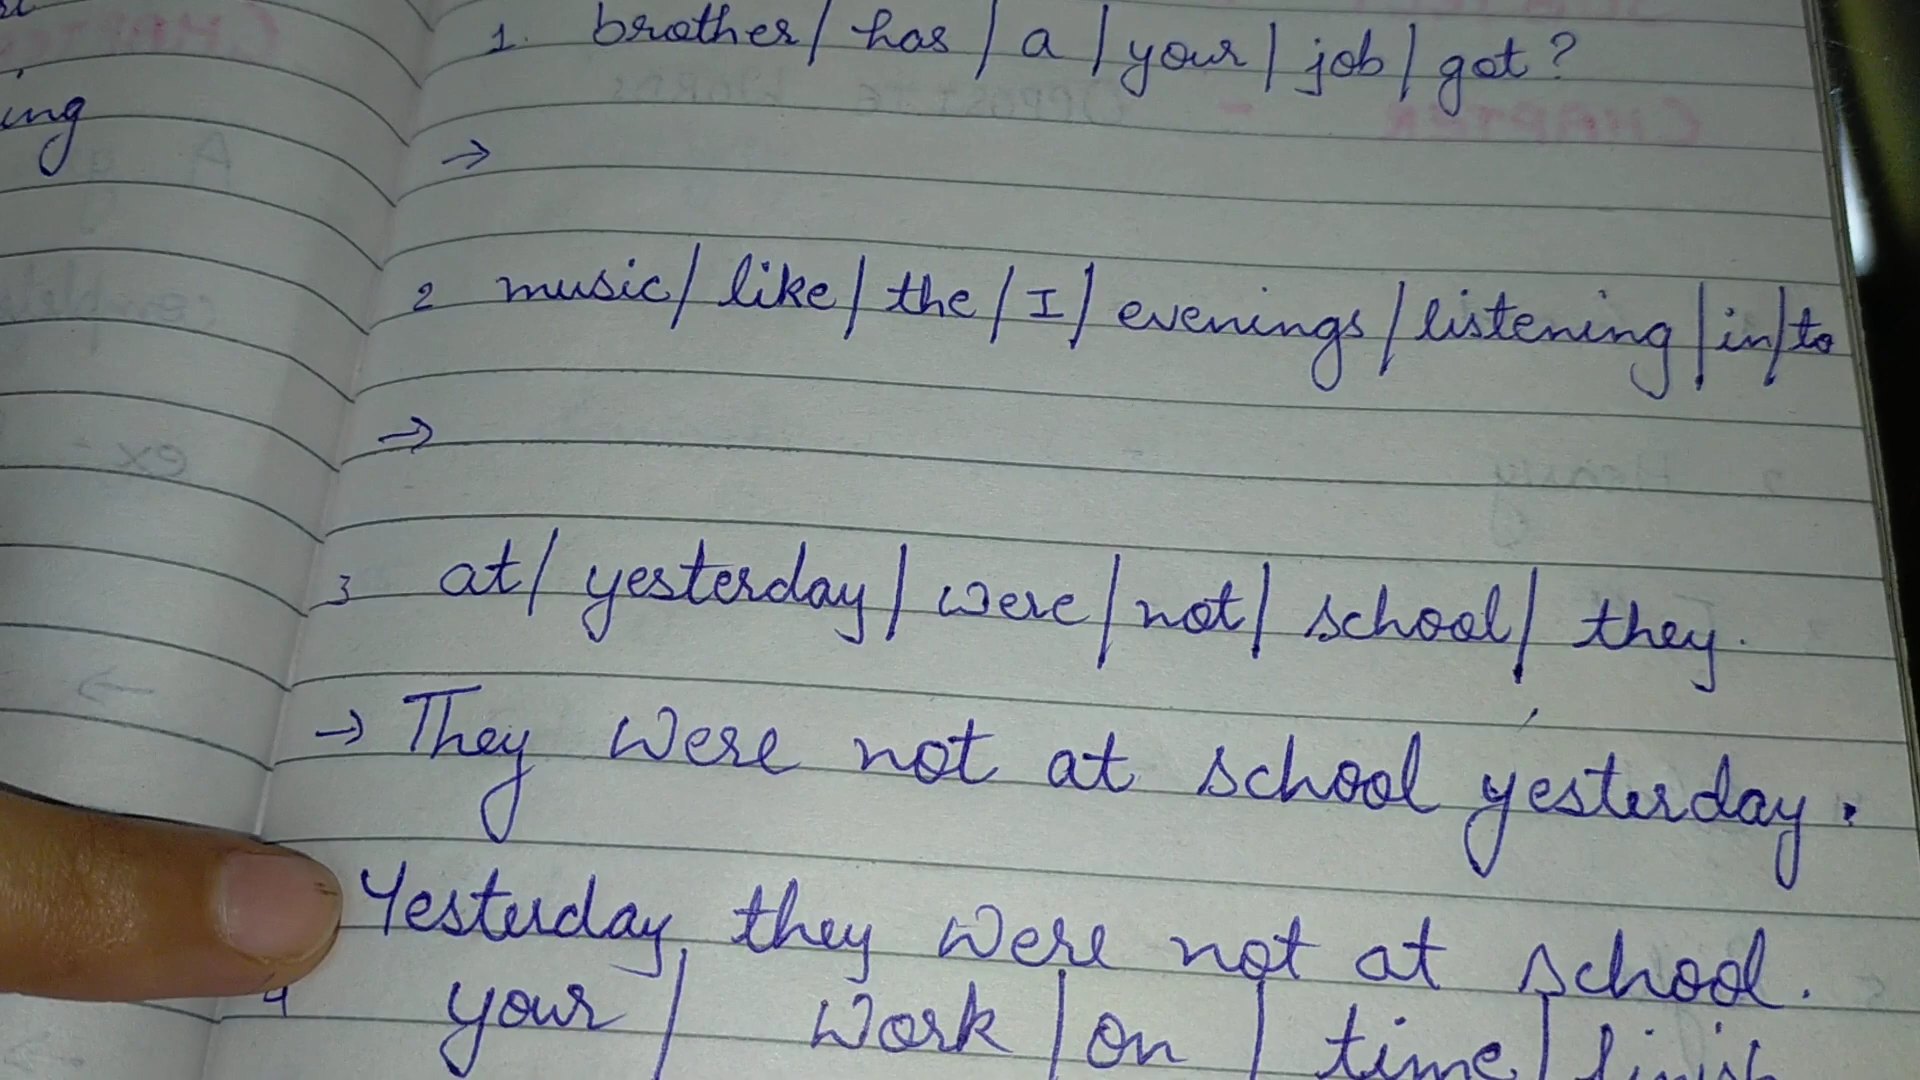 ing
1. brother/ has / a / your / job / got ?
→
2 music/ like / the / I / evenings / listening / in / to
→
3 at / yesterday / were / not / school / they.
→ They were not at school yesterday.
Yesterday, they were not at school.
4 your / work / on / time / finish